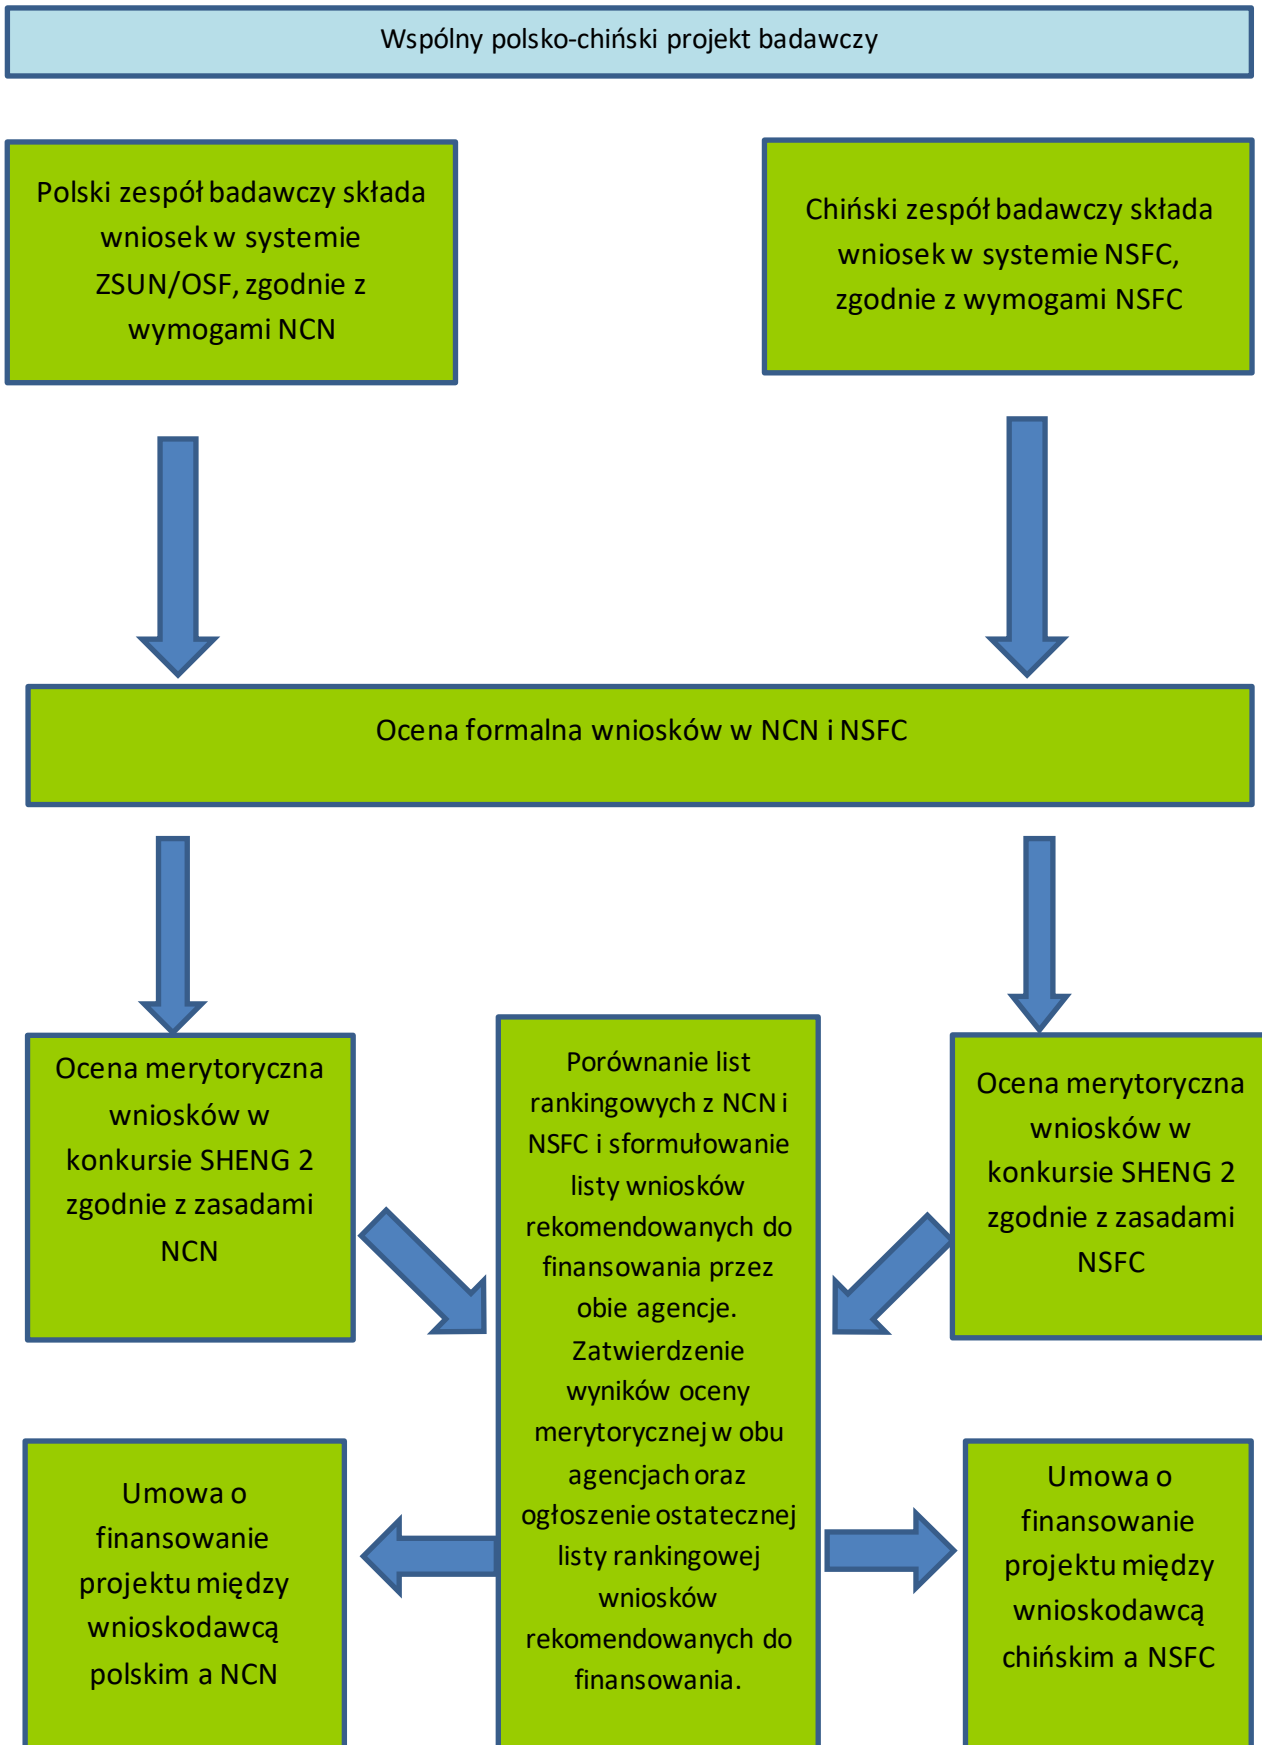 Wspólny polsko-chiński projekt badawczy
Polski zespół badawczy składa
wniosek w systemie
ZSUN/OSF, zgodnie z
wymogami NCN
Chiński zespół badawczy składa
wniosek w systemie NSFC,
zgodnie z wymogami NSFC
Ocena formalna wniosków w NCN i NSFC
Ocena merytoryczna
wniosków w
konkursie SHENG 2
zgodnie z zasadami
NCN
Porównanie list
rankingowych z NCN i
NSFC i sformułowanie
listy wniosków
rekomendowanych do
finansowania przez
obie agencje.
Zatwierdzenie
wyników oceny
merytorycznej w obu
agencjach oraz
ogłoszenie ostatecznej
listy rankingowej
wniosków
rekomendowanych do
finansowania.
Ocena merytoryczna
wniosków w
konkursie SHENG 2
zgodnie z zasadami
NSFC
Umowa o
finansowanie
projektu między
wnioskodawcą
polskim a NCN
Umowa o
finansowanie
projektu między
wnioskodawcą
chińskim a NSFC